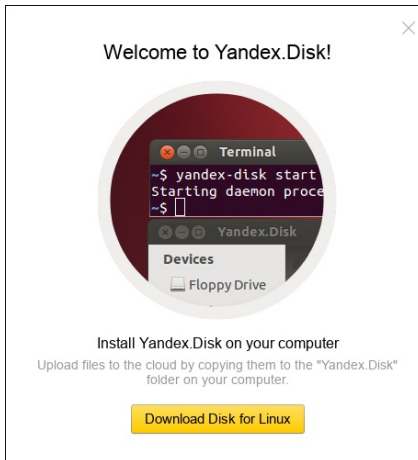 Welcome to Yandex.Disk!
Terminal
~$ yandex-disk start
Starting daemon proce
~$
Yandex.Disk
Devices
Floppy Drive
Install Yandex.Disk on your computer
Upload files to the cloud by copying them to the "Yandex.Disk"
folder on your computer.
Download Disk for Linux